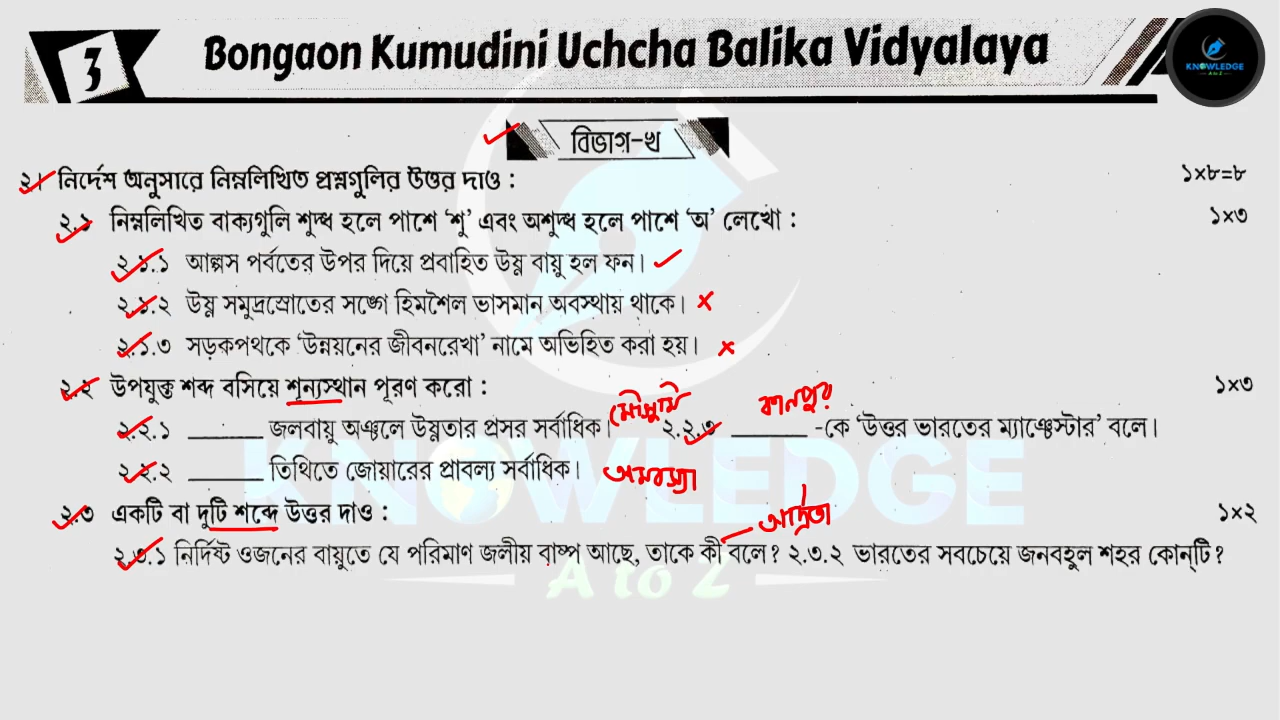 3 Bongaon Kumudini Uchcha Balika Vidyalaya
KNOWLEDGE
A to Z
বিভাগ-খ
২। নির্দেশ অনুসারে নিম্নলিখিত প্রশ্নগুলির উত্তর দাও : ১×৮=৮
২.১ নিম্নলিখিত বাক্যগুলি শুদ্ধ হলে পাশে ‘শু’ এবং অশুদ্ধ হলে পাশে ‘অ’ লেখো : ১×৩
২.১.১ আল্পস পর্বতের উপর দিয়ে প্রবাহিত উষ্ণ বায়ু হল ফন। ✓
২.১.২ উষ্ণ সমুদ্রস্রোতের সঙ্গে হিমশৈল ভাসমান অবস্থায় থাকে। ×
২.১.৩ সড়কপথকে ‘উন্নয়নের জীবনরেখা’ নামে অভিহিত করা হয়। ×
২.২ উপযুক্ত শব্দ বসিয়ে শূন্যস্থান পূরণ করো : ১×৩
মৌসুমি কানপুর
২.২.১ ______ জলবায়ু অঞ্চলে উষ্ণতার প্রসর সর্বাধিক। ২.২.৩ ______ -কে ‘উত্তর ভারতের ম্যাঞ্চেস্টার’ বলে।
২.২.২ ______ তিথিতে জোয়ারের প্রাবল্য সর্বাধিক। অমবস্যা
২.৩ একটি বা দুটি শব্দে উত্তর দাও : ১×২
আর্দ্রতা
২.৩.১ নির্দিষ্ট ওজনের বায়ুতে যে পরিমাণ জলীয় বাষ্প আছে, তাকে কী বলে? ২.৩.২ ভারতের সবচেয়ে জনবহুল শহর কোন্‌টি?
KNOWLEDGE
A to Z